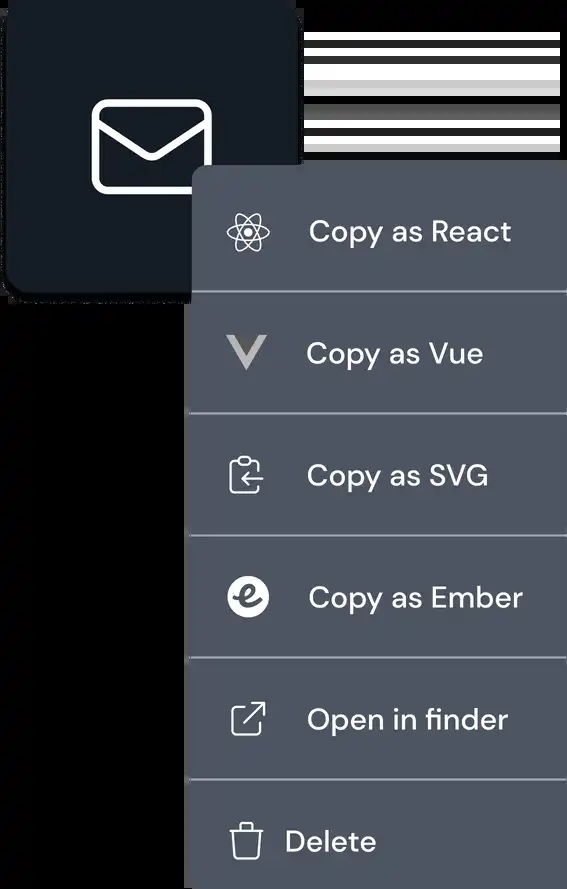 Copy as React
Copy as Vue
Copy as SVG
Copy as Ember
Open in finder
Delete